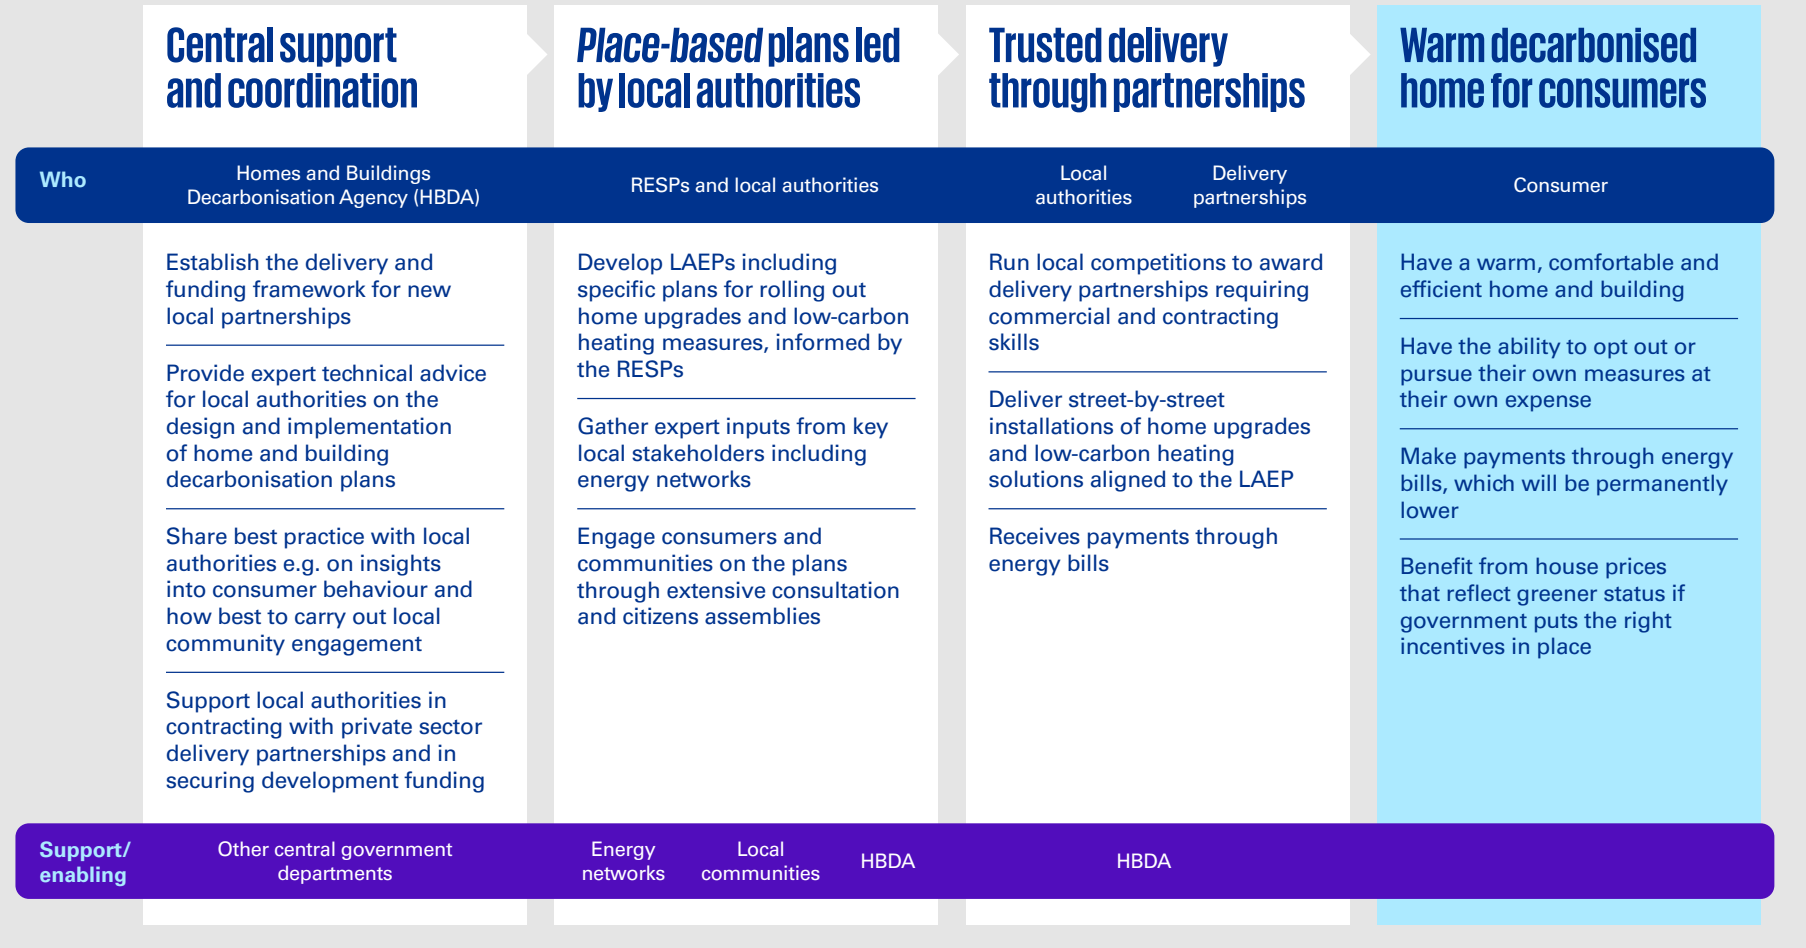 Central support
and coordination
Place-based plans led
by local authorities
Trusted delivery
through partnerships
Warm decarbonised
home for consumers
Who
Homes and Buildings
Decarbonisation Agency (HBDA)
RESPs and local authorities
Local
authorities
Delivery
partnerships
Consumer
Establish the delivery and
funding framework for new
local partnerships
Provide expert technical advice
for local authorities on the
design and implementation
of home and building
decarbonisation plans
Share best practice with local
authorities e.g. on insights
into consumer behaviour and
how best to carry out local
community engagement
Support local authorities in
contracting with private sector
delivery partnerships and in
securing development funding
Develop LAEPs including
specific plans for rolling out
home upgrades and low-carbon
heating measures, informed by
the RESPs
Gather expert inputs from key
local stakeholders including
energy networks
Engage consumers and
communities on the plans
through extensive consultation
and citizens assemblies
Run local competitions to award
delivery partnerships requiring
commercial and contracting
skills
Deliver street-by-street
installations of home upgrades
and low-carbon heating
solutions aligned to the LAEP
Receives payments through
energy bills
Have a warm, comfortable and
efficient home and building
Have the ability to opt out or
pursue their own measures at
their own expense
Make payments through energy
bills, which will be permanently
lower
Benefit from house prices
that reflect greener status if
government puts the right
incentives in place
Support/
enabling
Other central government
departments
Energy
networks
Local
communities
HBDA
HBDA